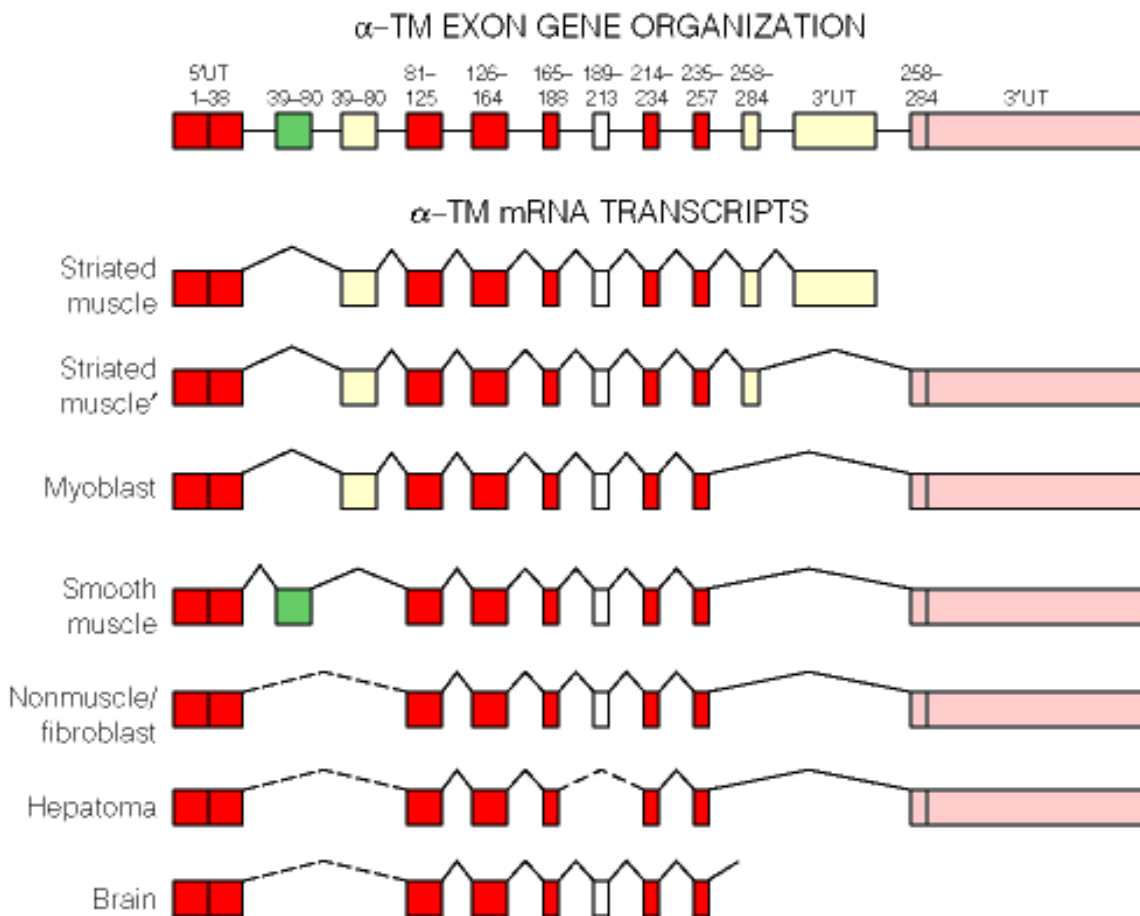 α–TM EXON GENE ORGANIZATION
5'UT 81– 126– 165– 189– 214– 235– 258– 258–
1–38 39–80 39–80 125 164 188 213 234 257 284 3'UT 284 3'UT
α–TM mRNA TRANSCRIPTS
Striated
muscle
Striated
muscle′
Myoblast
Smooth
muscle
Nonmuscle/
fibroblast
Hepatoma
Brain